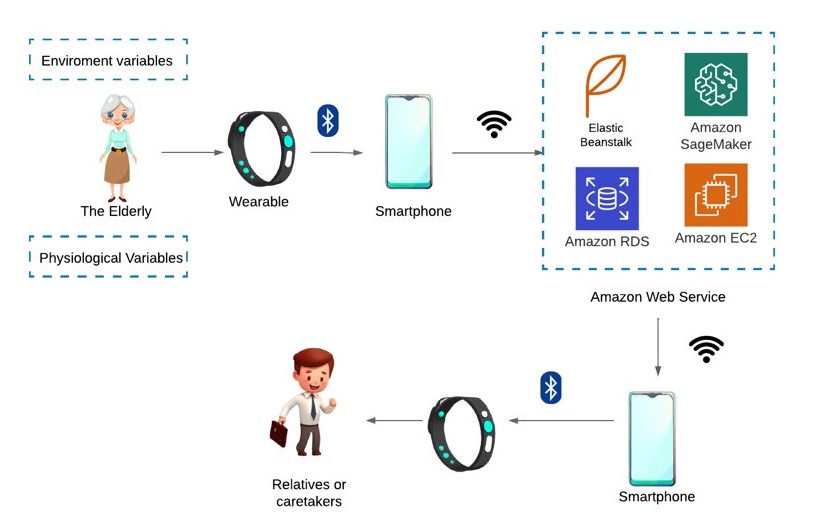 Enviroment variables
The Elderly
Physiological Variables
Wearable
Smartphone
Elastic
Beanstalk
Amazon
SageMaker
Amazon RDS
Amazon EC2
Amazon Web Service
Smartphone
Relatives or
caretakers